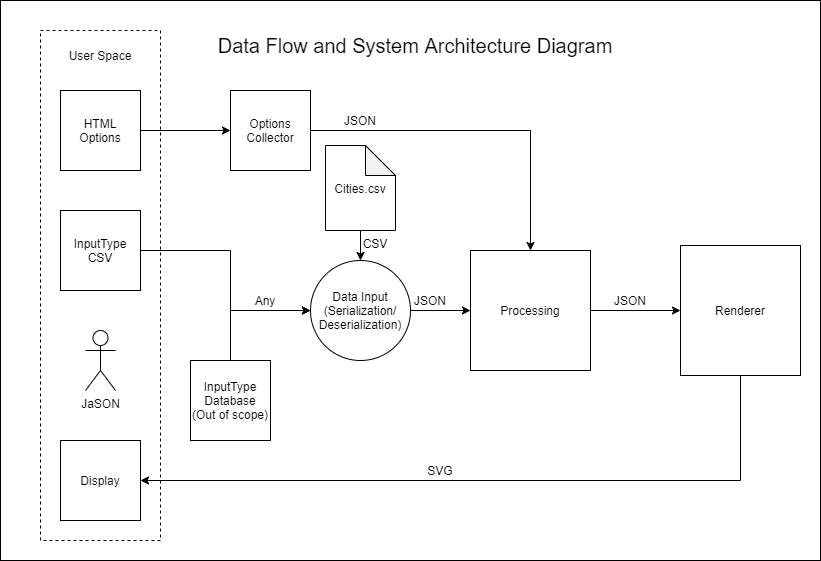 Data Flow and System Architecture Diagram
User Space
HTML
Options
Options
Collector
JSON
Cities.csv
CSV
InputType
CSV
Any
Data Input
(Serialization/
Deserialization)
JSON
Processing
JSON
Renderer
JaSON
InputType
Database
(Out of scope)
Display
SVG